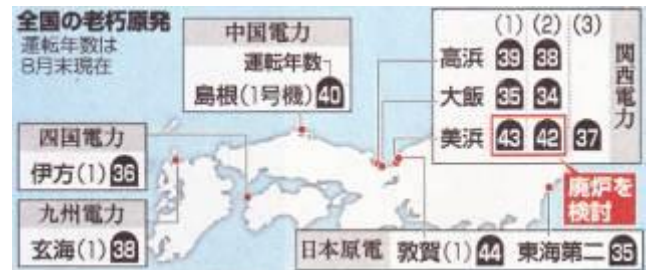 全国の老朽原発
運転年数は
8月末現在
中国電力
運転年数
島根(1号機) 40
四国電力
伊方(1) 36
九州電力
玄海(1) 38
(1) (2) (3)
高浜 39 38
大飯 35 34
美浜 43 42 37
関西電力
廃炉を
検討
日本原電 敦賀(1) 44 東海第二 35